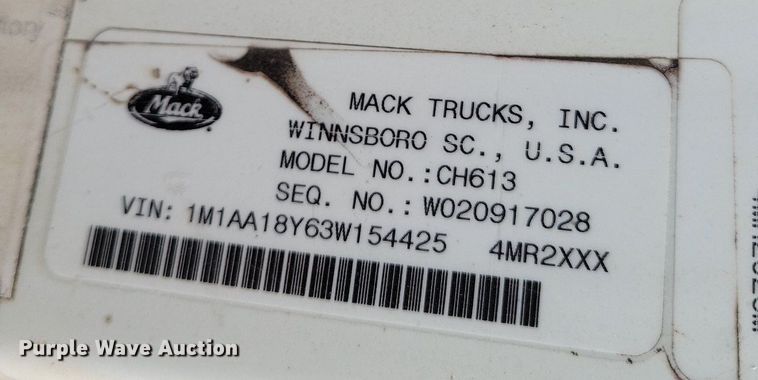 Mack
MACK TRUCKS, INC.
WINNSBORO SC., U.S.A.
MODEL NO.:CH613
SEQ. NO.: W020917028
VIN: 1M1AA18Y63W154425 4MR2XXX
Purple Wave Auction